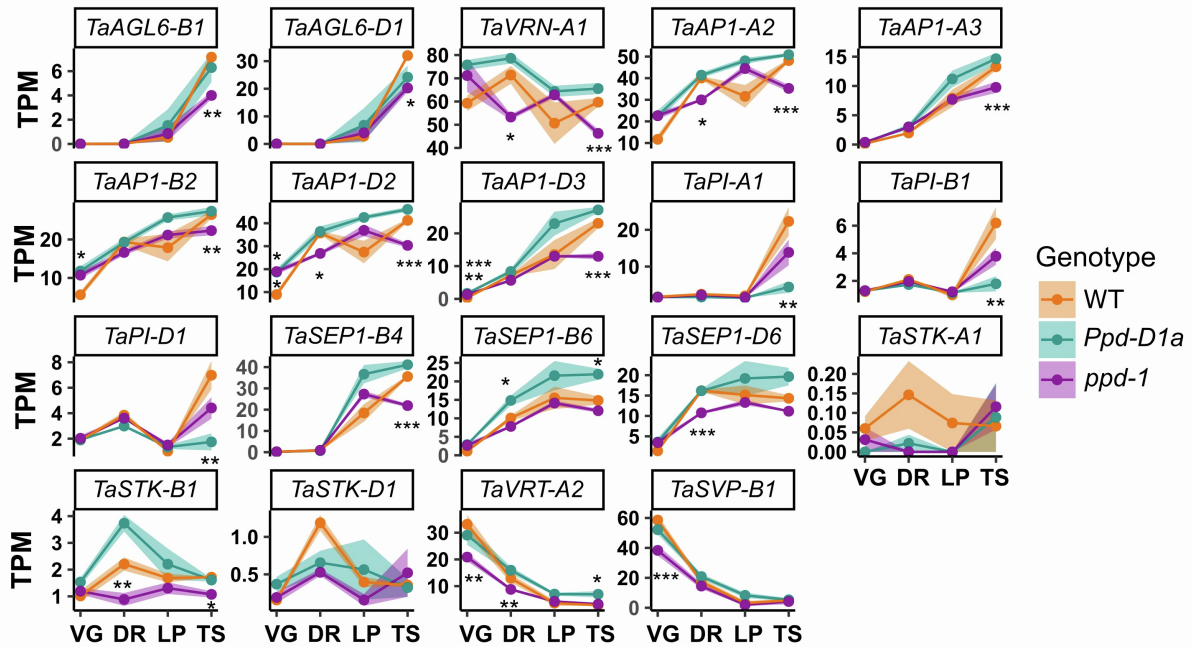 TaAGL6-B1 TaAGL6-D1 TaVRN-A1 TaAP1-A2 TaAP1-A3
TPM
6 4 2 0
**
30 20 10 0
*
80 70 60 50 40
* ***
50 40 30 20 10
* ***
15 10 5 0
***
TaAP1-B2 TaAP1-D2 TaAP1-D3 TaPI-A1 TaPI-B1
TPM
20 10
* **
40 30 20 10
* * * ***
20 10 0
*** ** ***
20 10
**
6 4 2
**
Genotype
WT
Ppd-D1a
ppd-1
TaPI-D1 TaSEP1-B4 TaSEP1-B6 TaSEP1-D6 TaSTK-A1
TPM
8 6 4 2
**
40 30 20 10 0
***
25 20 15 10 5 0
* *
20 15 10 5
***
0.20 0.15 0.10 0.05 0.00
VG DR LP TS
TaSTK-B1 TaSTK-D1 TaVRT-A2 TaSVP-B1
TPM
4 3 2 1
** *
1.0 0.5
30 20 10
** ** *
60 40 20 0
***
VG DR LP TS VG DR LP TS VG DR LP TS VG DR LP TS